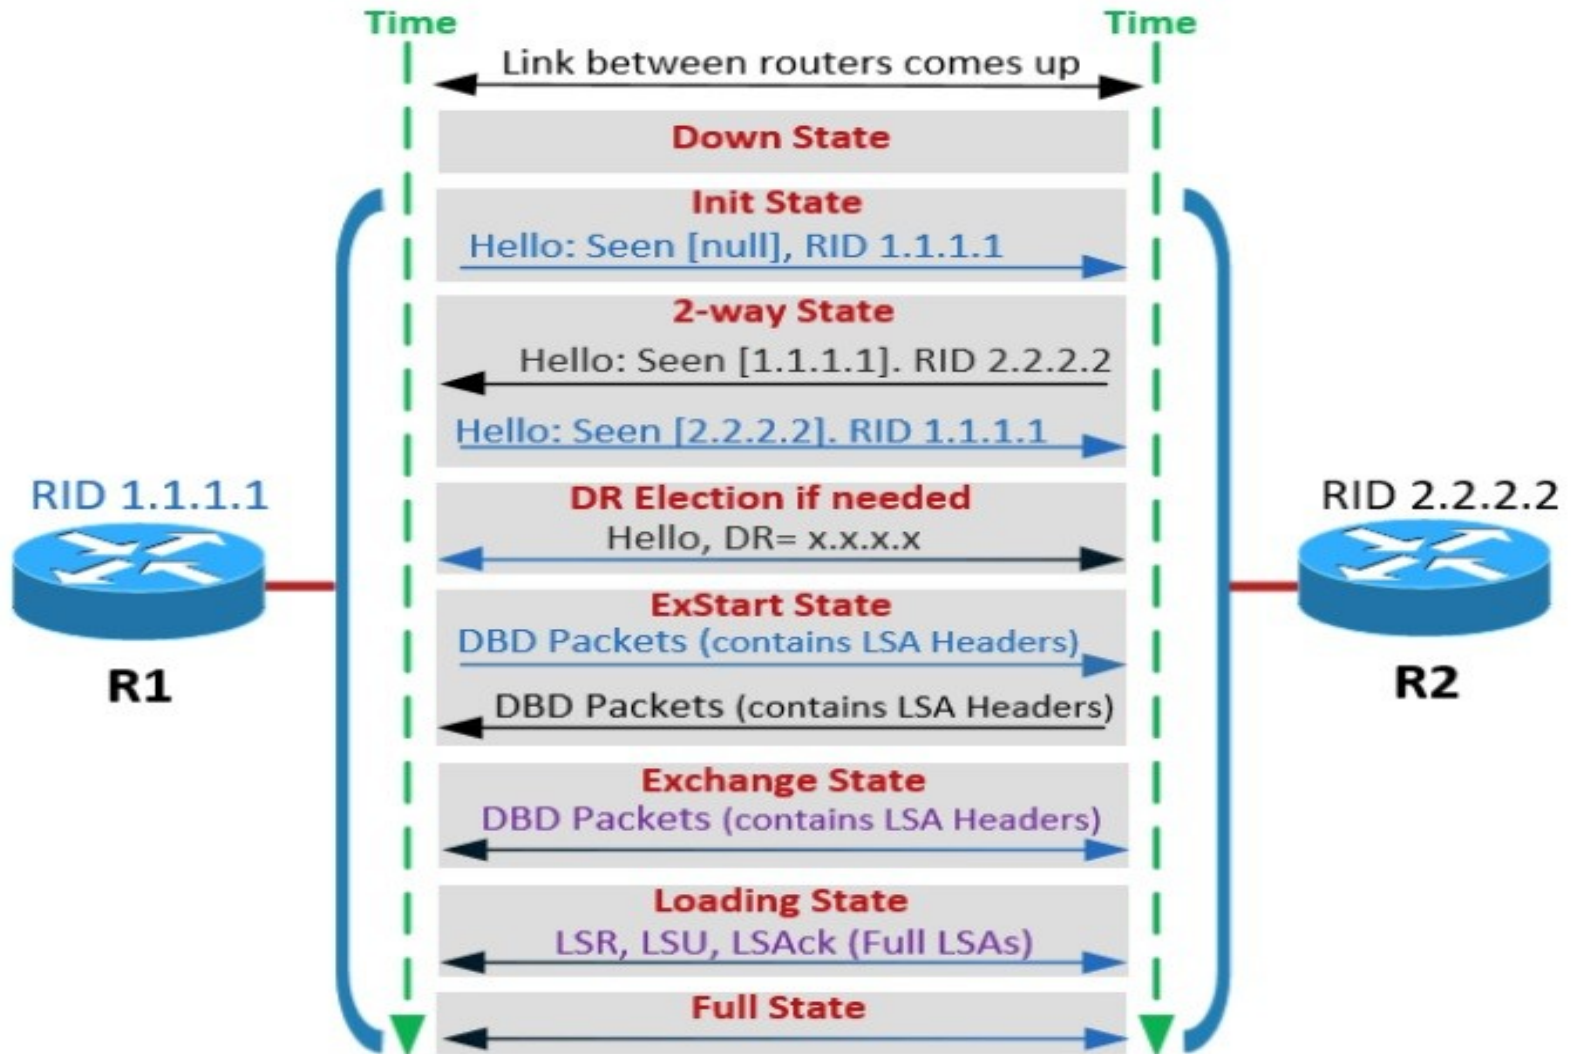 Time
Time
Link between routers comes up
Down State
Init State
Hello: Seen [null], RID 1.1.1.1
2-way State
Hello: Seen [1.1.1.1]. RID 2.2.2.2
Hello: Seen [2.2.2.2]. RID 1.1.1.1
RID 1.1.1.1
RID 2.2.2.2
DR Election if needed
Hello, DR= x.x.x.x
ExStart State
DBD Packets (contains LSA Headers)
R1
R2
DBD Packets (contains LSA Headers)
Exchange State
DBD Packets (contains LSA Headers)
Loading State
LSR, LSU, LSAck (Full LSAs)
Full State